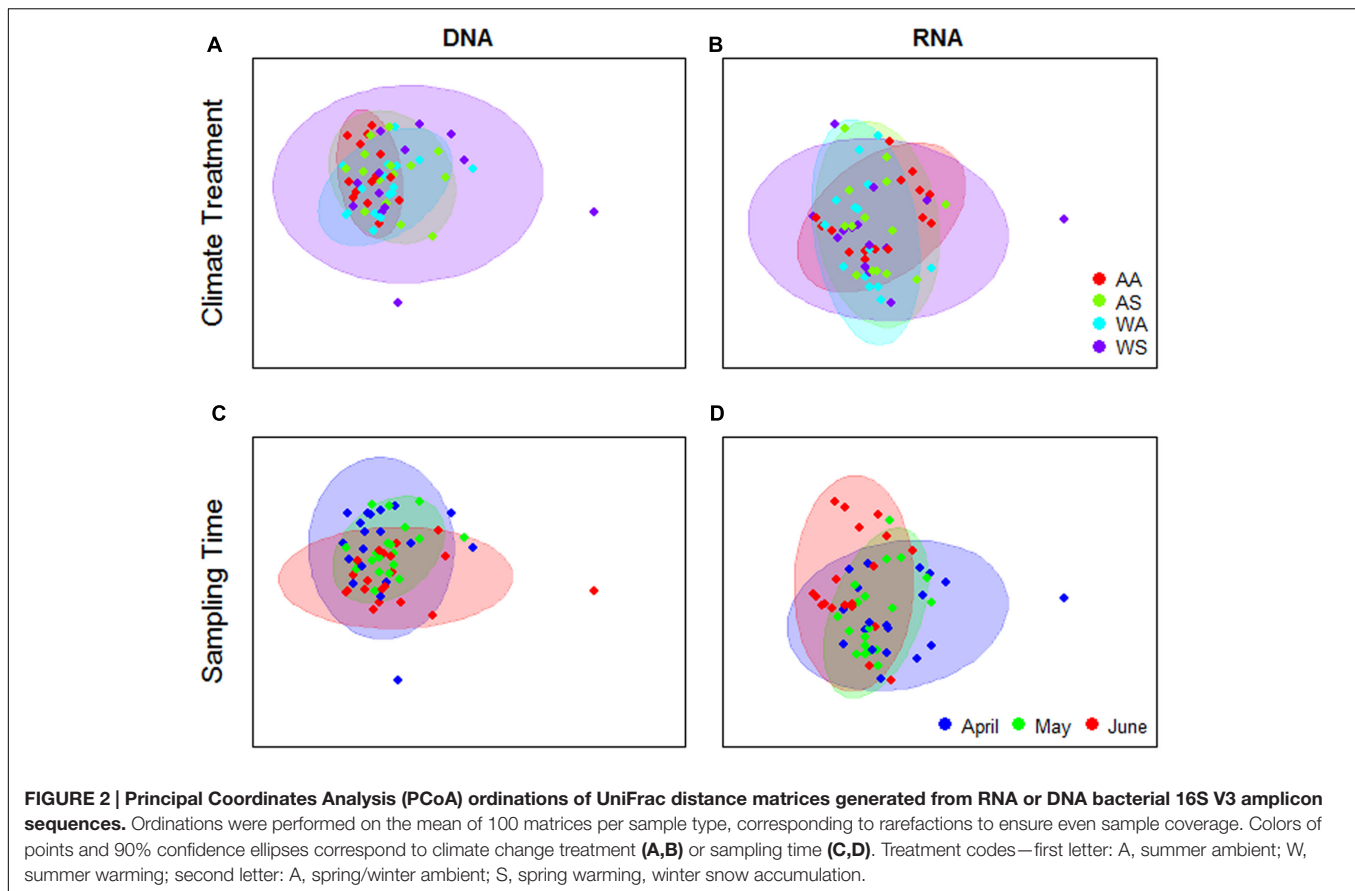 A
DNA
B
RNA
Climate Treatment
AA
AS
WA
WS
C
D
Sampling Time
April May June
FIGURE 2 | Principal Coordinates Analysis (PCoA) ordinations of UniFrac distance matrices generated from RNA or DNA bacterial 16S V3 amplicon
sequences. Ordinations were performed on the mean of 100 matrices per sample type, corresponding to rarefactions to ensure even sample coverage. Colors of
points and 90% confidence ellipses correspond to climate change treatment (A,B) or sampling time (C,D). Treatment codes—first letter: A, summer ambient; W,
summer warming; second letter: A, spring/winter ambient; S, spring warming, winter snow accumulation.